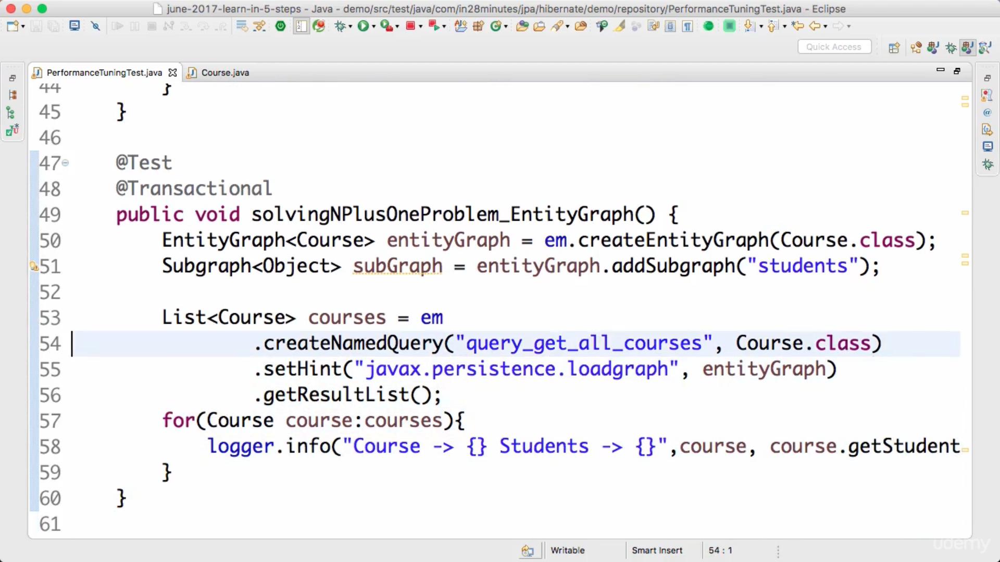 june-2017-learn-in-5-steps - Java - demo/src/test/java/com/in28minutes/jpa/hibernate/demo/repository/PerformanceTuningTest.java - Eclipse
Quick Access
PerformanceTuningTest.java
Course.java
44 }
45 }
46
47 @Test
48 @Transactional
49 public void solvingNPlusOneProblem_EntityGraph() {
50 EntityGraph<Course> entityGraph = em.createEntityGraph(Course.class);
51 Subgraph<Object> subGraph = entityGraph.addSubgraph("students");
52
53 List<Course> courses = em
54 .createNamedQuery("query_get_all_courses", Course.class)
55 .setHint("javax.persistence.loadgraph", entityGraph)
56 .getResultList();
57 for(Course course:courses){
58 logger.info("Course -> {} Students -> {}",course, course.getStudent
59 }
60 }
61
Writable
Smart Insert
54 : 1
udemy